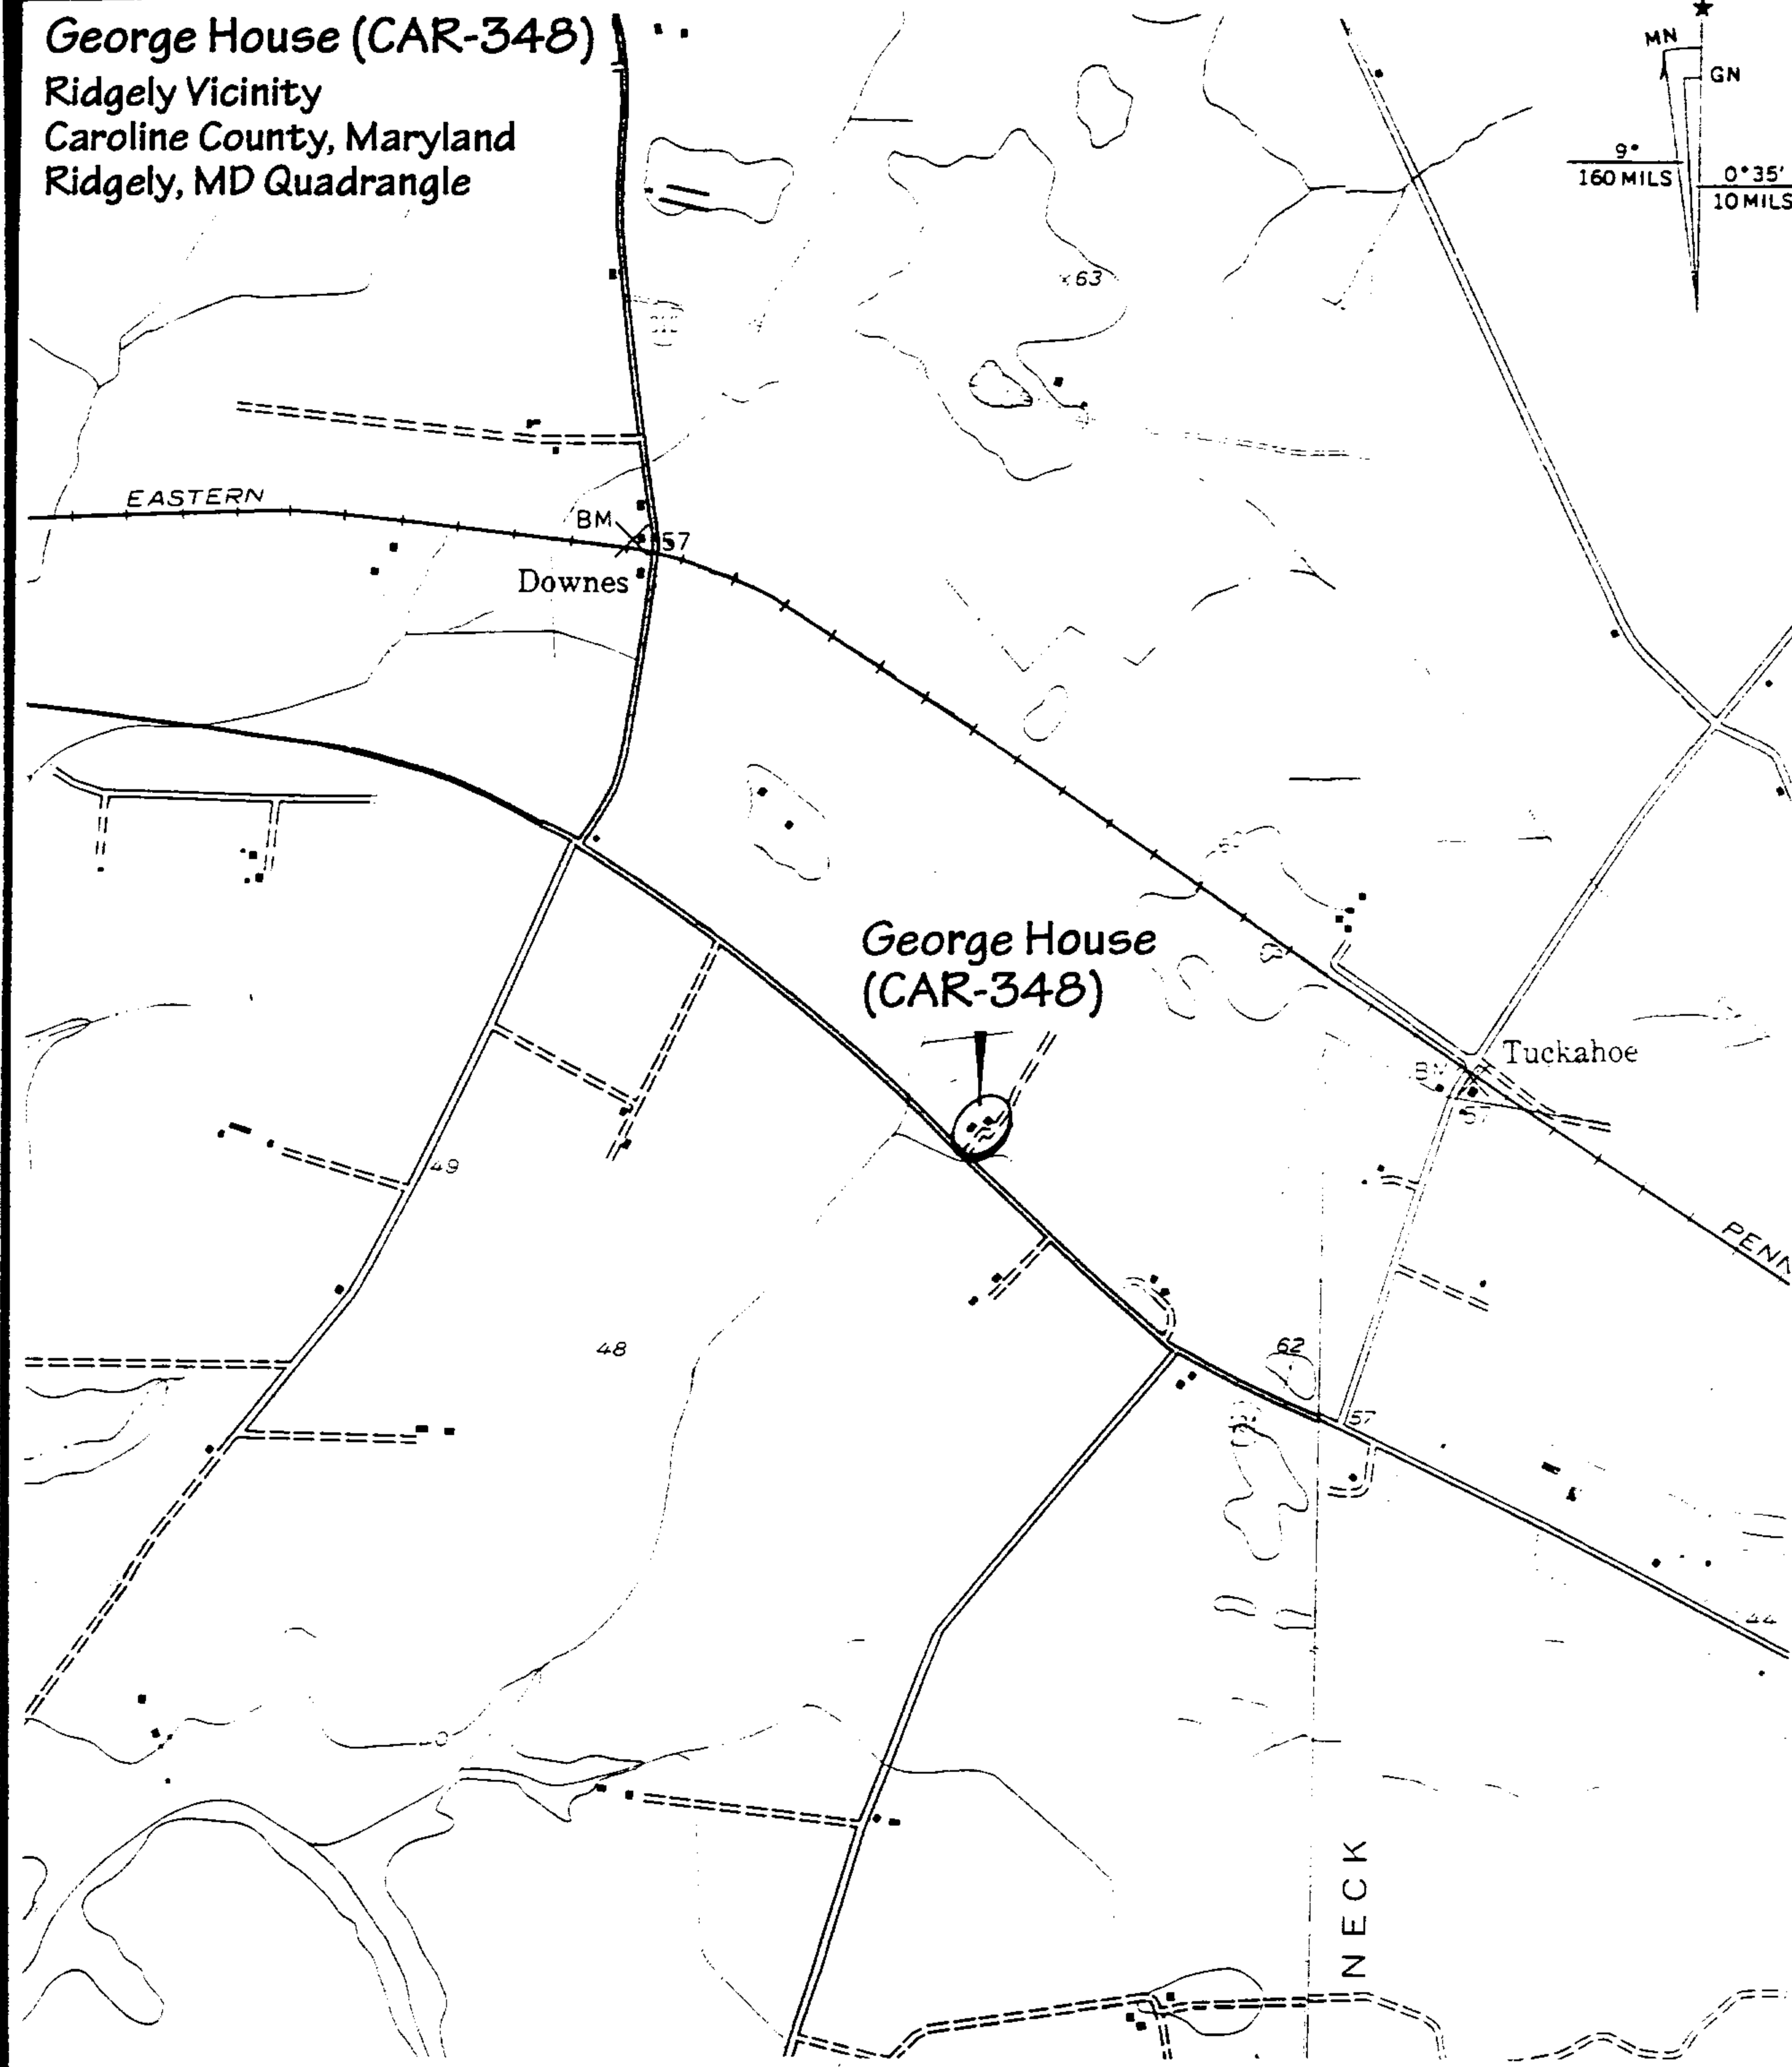 George House (CAR-348)
Ridgely Vicinity
Caroline County, Maryland
Ridgely, MD Quadrangle
MN
GN
9°
160 MILS
0°35'
10 MILS
63
EASTERN
BM
57
Downes
George House
(CAR-348)
Tuckahoe
BM
57
49
PENN
48
62
57
44
NECK